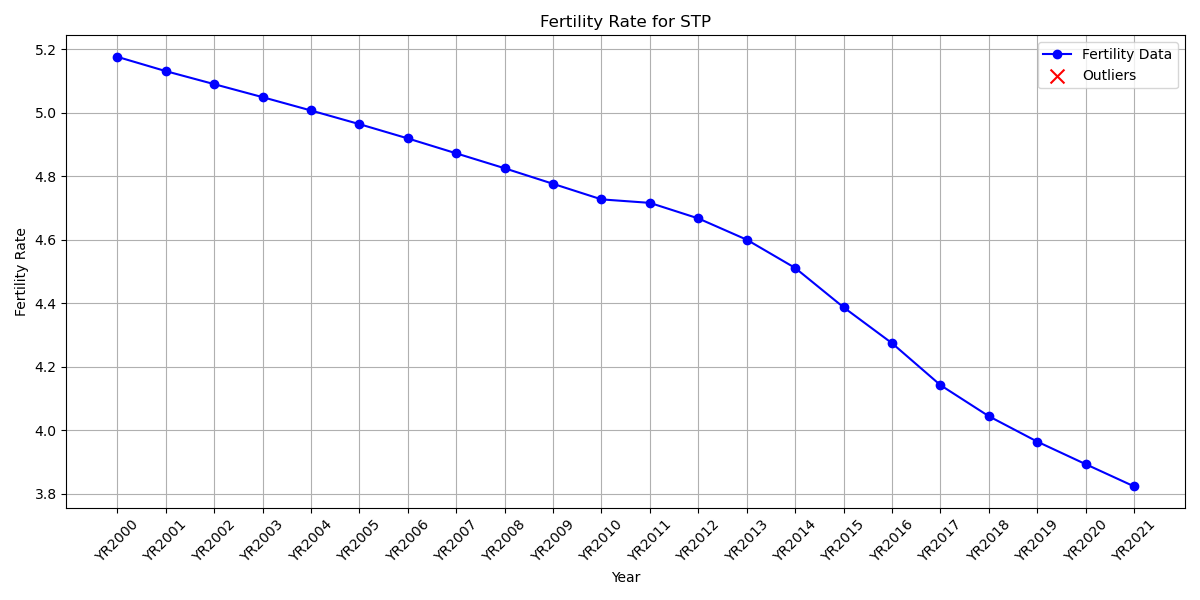 Fertility Rate for STP
Fertility Data
Outliers
Fertility Rate
5.2
5.0
4.8
4.6
4.4
4.2
4.0
3.8
YR2000
YR2001
YR2002
YR2003
YR2004
YR2005
YR2006
YR2007
YR2008
YR2009
YR2010
YR2011
YR2012
YR2013
YR2014
YR2015
YR2016
YR2017
YR2018
YR2019
YR2020
YR2021
Year